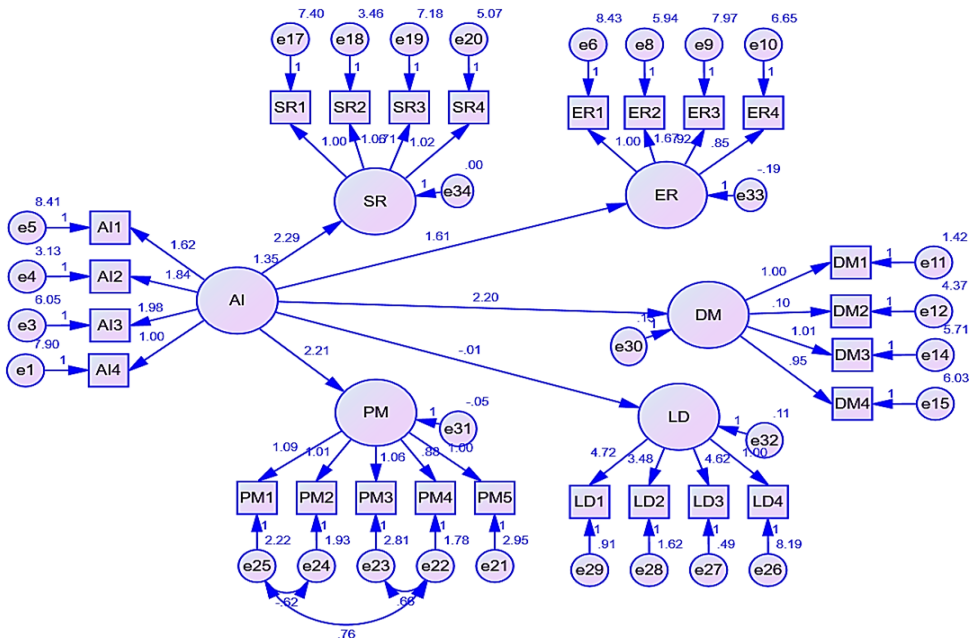 7.40 3.46 7.18 5.07
e17 e18 e19 e20
1 1 1 1
SR1 SR2 SR3 SR4
1.00 1.06 .71 1.02
SR
.00
1 e34
8.43 5.94 7.97 6.65
e6 e8 e9 e10
1 1 1 1
ER1 ER2 ER3 ER4
1.00 1.67 .92 .85
ER
-.19
1 e33
8.41
e5 1 AI1
3.13
e4 1 AI2
6.05
e3 1 AI3
7.90
e1 1 AI4
1.62
1.84
1.98
1.00
1.35
AI
2.29
1.61
2.20
-.01
2.21
DM
e30 1
1.00
.10
1.01
.95
1.42
DM1 1 e11
4.37
DM2 1 e12
5.71
DM3 1 e14
6.03
DM4 1 e15
PM
-.05
1 e31
1.09 1.01 1.06 .88 1.00
PM1 PM2 PM3 PM4 PM5
1 1 1 1 1
2.22 1.93 2.81 1.78 2.95
e25 e24 e23 e22 e21
-.62 .66
.76
LD
.11
1 e32
4.72 3.48 4.62 1.00
LD1 LD2 LD3 LD4
1 1 1 1
.91 1.62 .49 8.19
e29 e28 e27 e26